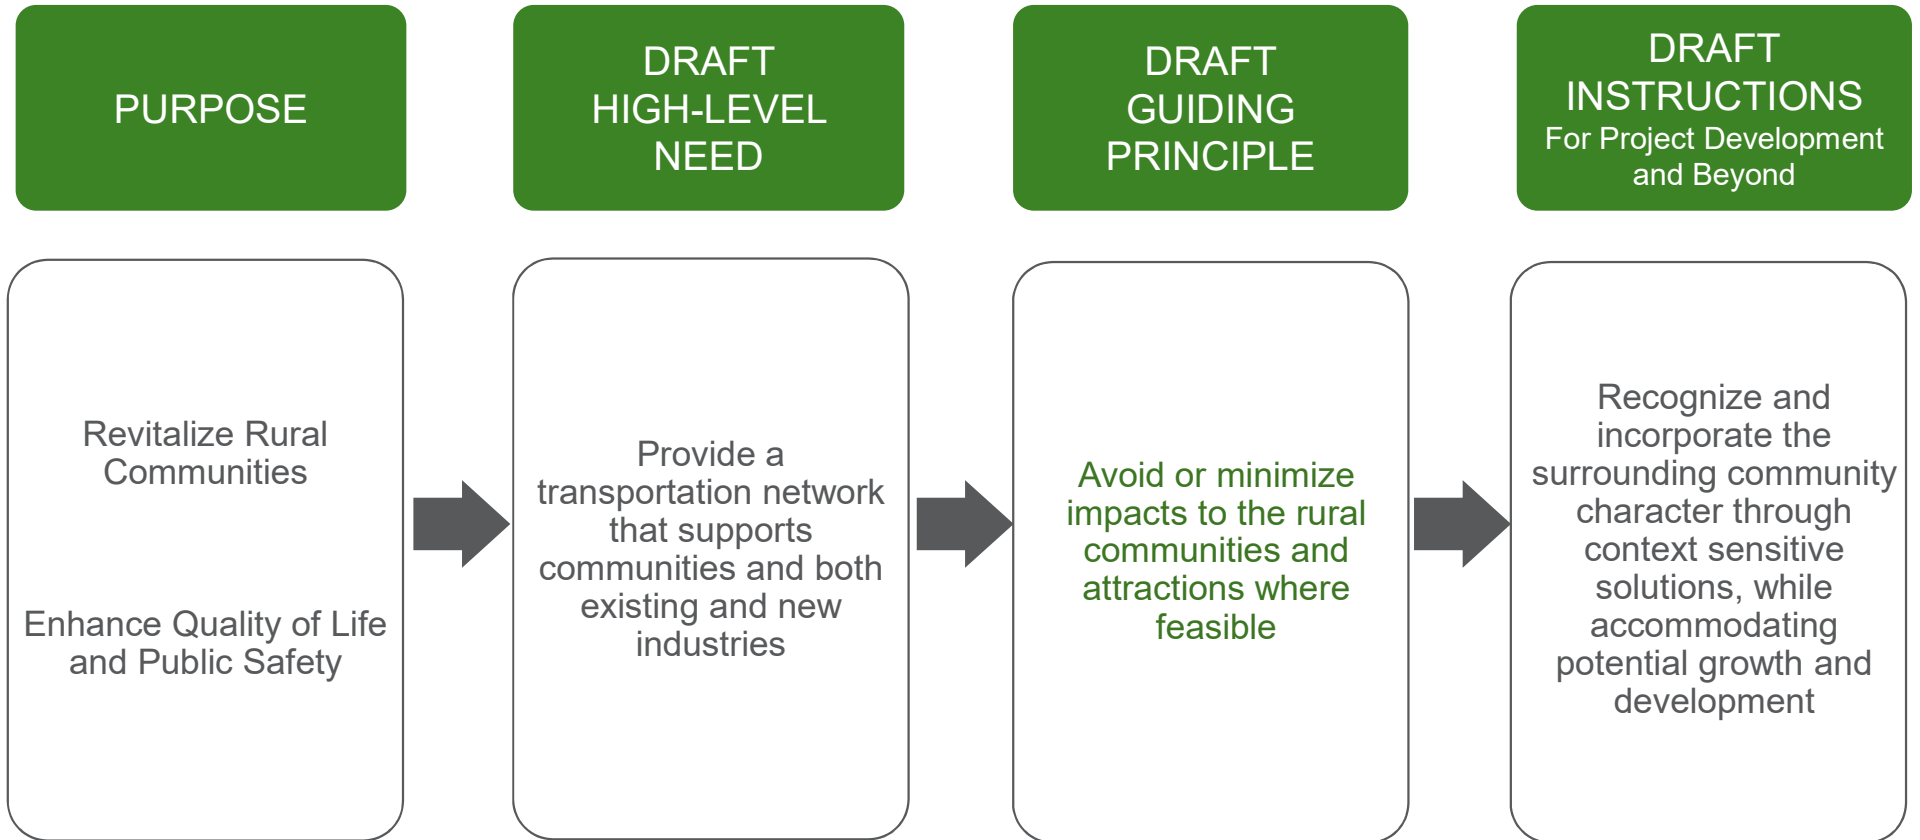 PURPOSE
DRAFT
HIGH-LEVEL
NEED
DRAFT
GUIDING
PRINCIPLE
DRAFT
INSTRUCTIONS
For Project Development
and Beyond
Revitalize Rural
Communities
Enhance Quality of Life
and Public Safety
Provide a
transportation network
that supports
communities and both
existing and new
industries
Avoid or minimize
impacts to the rural
communities and
attractions where
feasible
Recognize and
incorporate the
surrounding community
character through
context sensitive
solutions, while
accommodating
potential growth and
development